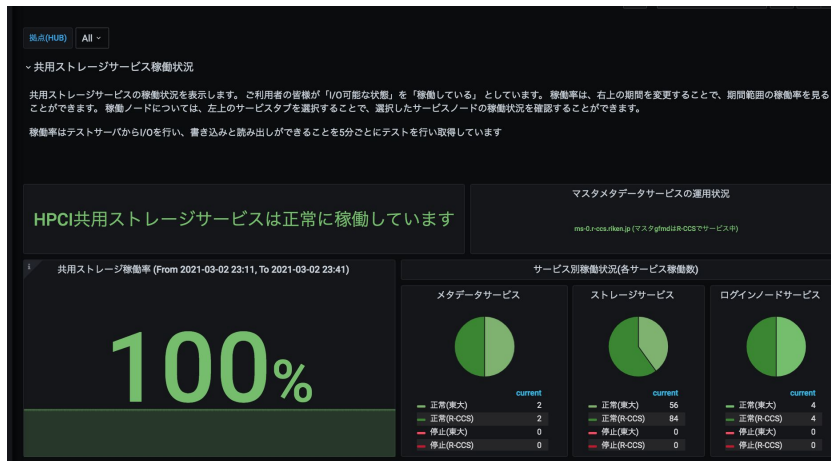 拠点(HUB) All
共用ストレージサービス稼働状況
共用ストレージサービスの稼働状況を表示します。 ご利用者の皆様が「I/O可能な状態」を「稼働している」 としています。 稼働率は、右上の期間を変更することで、期間範囲の稼働率を見る
ことができます。 稼働ノードについては、左上のサービスタブを選択することで、選択したサービスノードの稼働状況を確認することができます。
稼働率はテストサーバからI/Oを行い、書き込みと読み出しができることを5分ごとにテストを行い取得しています
HPCI共用ストレージサービスは正常に稼働しています
マスタメタデータサービスの運用状況
ms-0.r-ccs.riken.jp (マスタgfmdはR-CCSでサービス中)
i
共用ストレージ稼働率 (From 2021-03-02 23:11, To 2021-03-02 23:41)
100%
サービス別稼働状況(各サービス稼働数)
メタデータサービス
current
正常(東大) 2
正常(R-CCS) 2
停止(東大) 0
停止(R-CCS) 0
ストレージサービス
current
正常(東大) 56
正常(R-CCS) 84
停止(東大) 0
停止(R-CCS) 0
ログインノードサービス
current
正常(東大) 4
正常(R-CCS) 4
停止(東大) 0
停止(R-CCS) 0